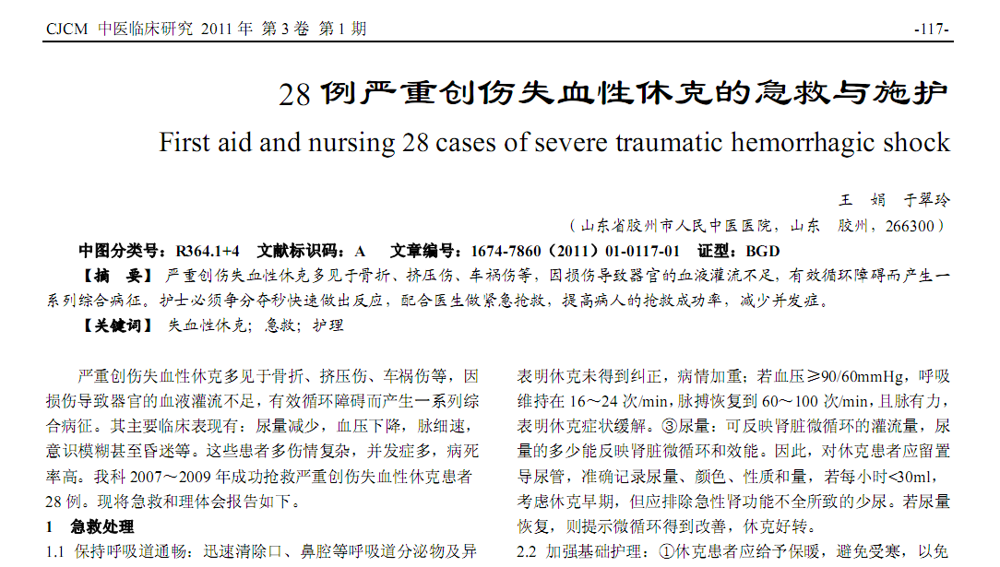 CJCM 中医临床研究 2011 年 第 3 卷 第 1 期 -117-
28 例严重创伤失血性休克的急救与施护
First aid and nursing 28 cases of severe traumatic hemorrhagic shock
王 娟 于翠玲
（山东省胶州市人民中医医院，山东 胶州，266300）
中图分类号：R364.1+4 文献标识码：A 文章编号：1674-7860（2011）01-0117-01 证型：BGD
【摘 要】 严重创伤失血性休克多见于骨折、挤压伤、车祸伤等，因损伤导致器官的血液灌流不足，有效循环障碍而产生一
系列综合病征。护士必须争分夺秒快速做出反应，配合医生做紧急抢救，提高病人的抢救成功率，减少并发症。
【关键词】 失血性休克；急救；护理
严重创伤失血性休克多见于骨折、挤压伤、车祸伤等，因
损伤导致器官的血液灌流不足，有效循环障碍而产生一系列综
合病征。其主要临床表现有：尿量减少，血压下降，脉细速，
意识模糊甚至昏迷等。这些患者多伤情复杂，并发症多，病死
率高。我科 2007～2009 年成功抢救严重创伤失血性休克患者
28 例。现将急救和理体会报告如下。
1 急救处理
1.1 保持呼吸道通畅：迅速清除口、鼻腔等呼吸道分泌物及异
表明休克未得到纠正，病情加重；若血压≥90/60mmHg，呼吸
维持在 16～24 次/min，脉搏恢复到 60～100 次/min，且脉有力，
表明休克症状缓解。③尿量：可反映肾脏微循环的灌流量，尿
量的多少能反映肾脏微循环和效能。因此，对休克患者应留置
导尿管，准确记录尿量、颜色、性质和量，若每小时<30ml，
考虑休克早期，但应排除急性肾功能不全所致的少尿。若尿量
恢复，则提示微循环得到改善，休克好转。
2.2 加强基础护理：①休克患者应给予保暖，避免受寒，以免